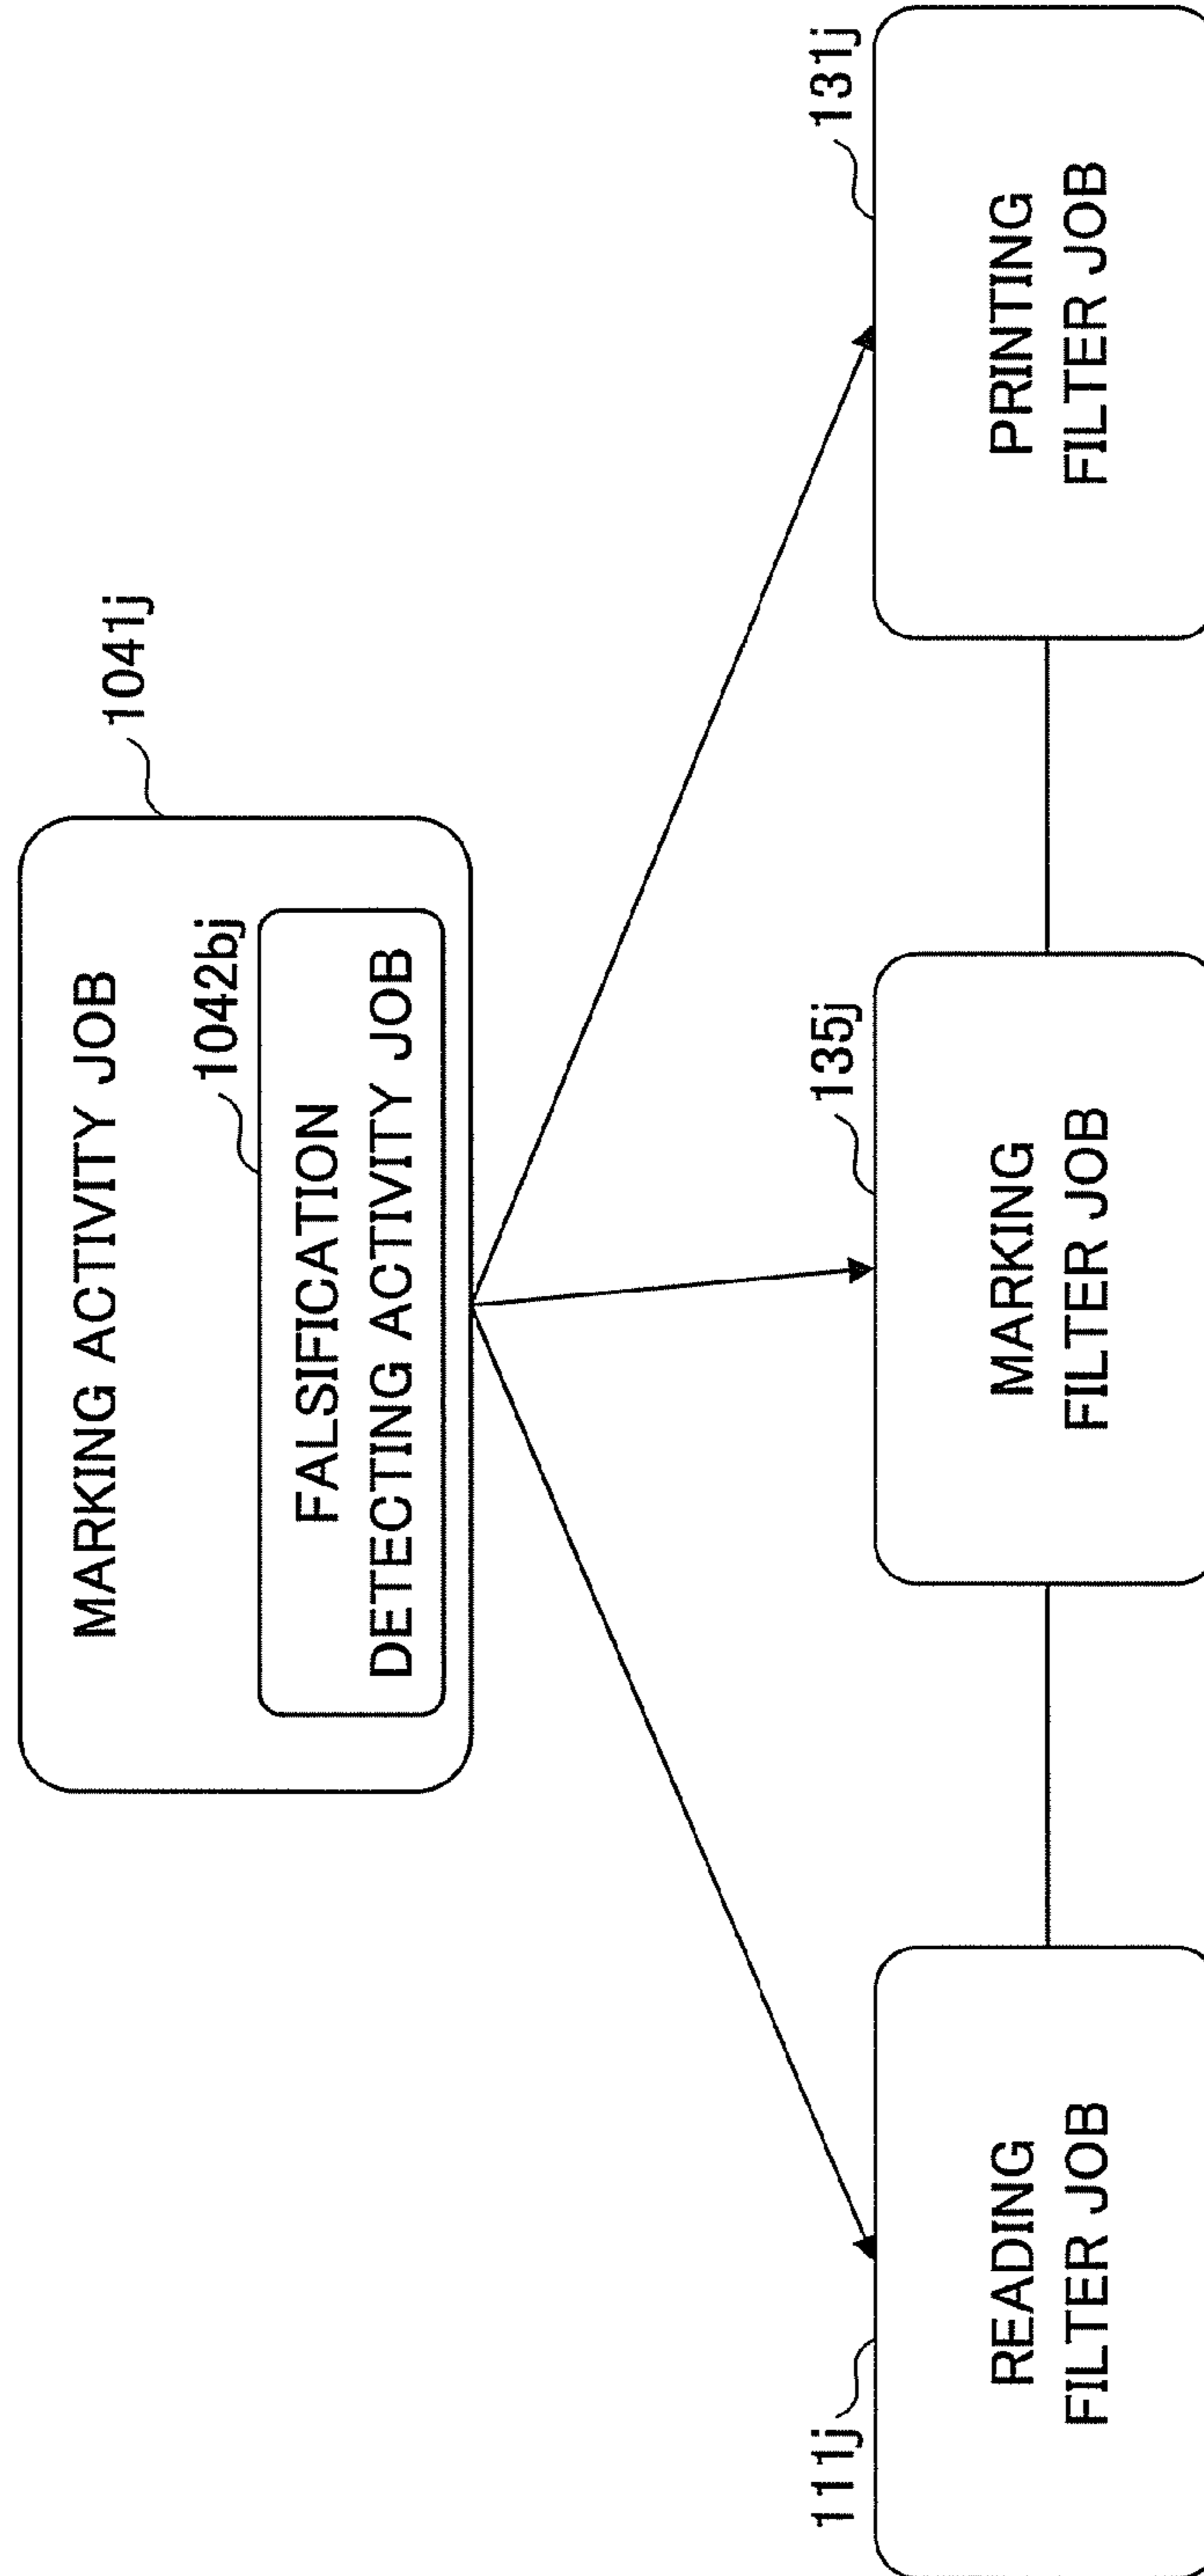 MARKING ACTIVITY JOB
1041j
1042bj
FALSIFICATION
DETECTING ACTIVITY JOB
111j
READING
FILTER JOB
135j
MARKING
FILTER JOB
131j
PRINTING
FILTER JOB